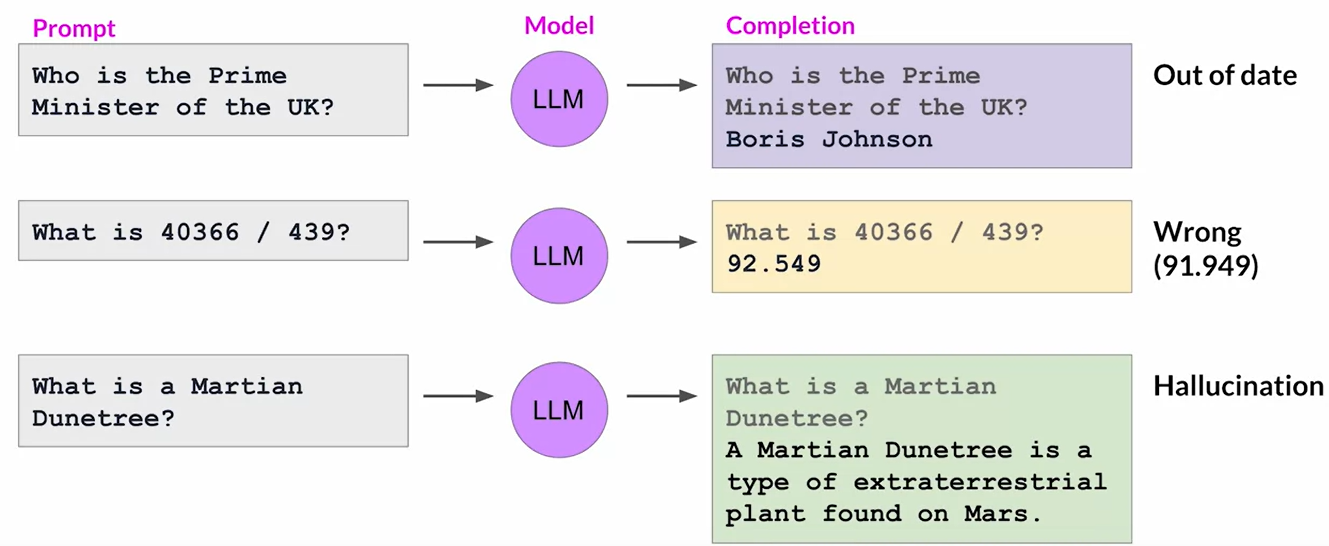 Prompt
Model
Completion
Who is the Prime
Minister of the UK?
LLM
Who is the Prime
Minister of the UK?
Boris Johnson
Out of date
What is 40366 / 439?
LLM
What is 40366 / 439?
92.549
Wrong
(91.949)
What is a Martian
Dunetree?
LLM
What is a Martian
Dunetree?
A Martian Dunetree is a
type of extraterrestrial
plant found on Mars.
Hallucination